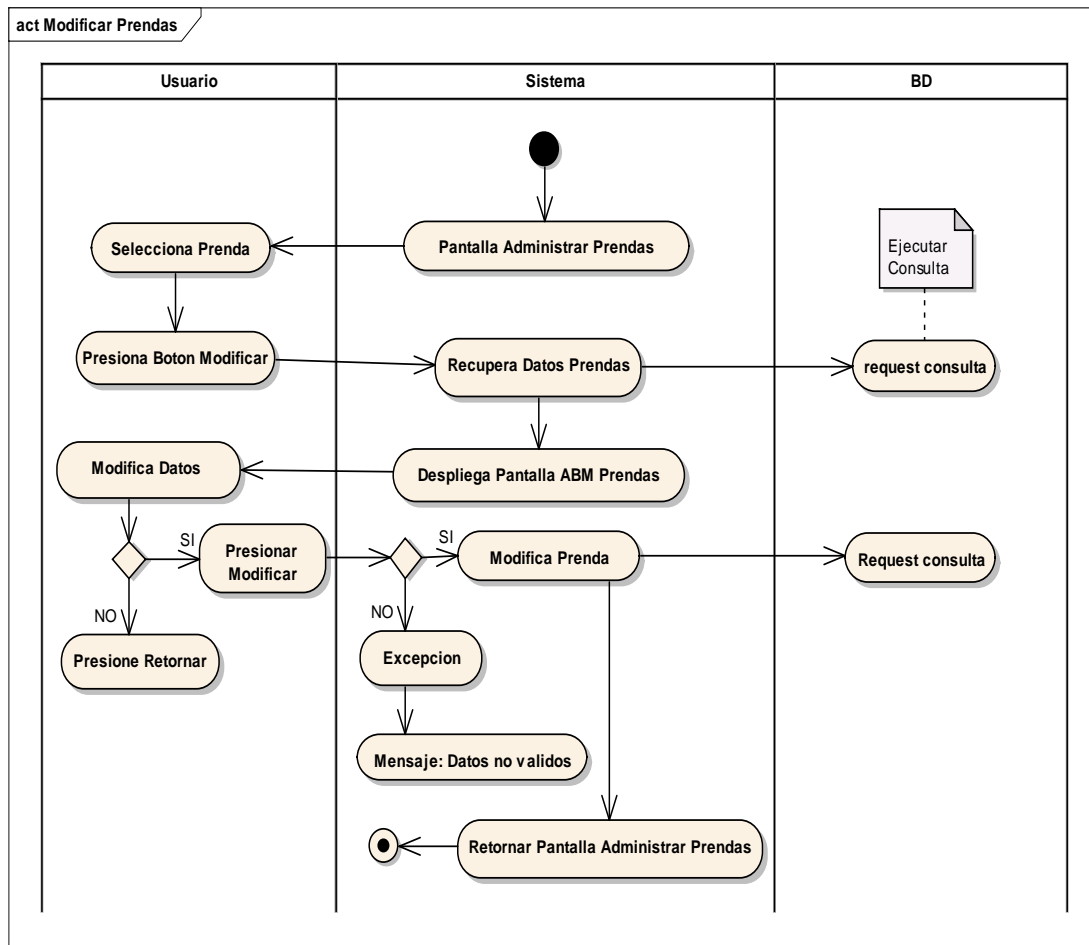 act Modificar Prendas
Usuario
Sistema
BD
Selecciona Prenda
Pantalla Administrar Prendas
Ejecutar
Consulta
Presiona Boton Modificar
Recupera Datos Prendas
request consulta
Modifica Datos
Despliega Pantalla ABM Prendas
SI
Presionar
Modificar
SI
Modifica Prenda
Request consulta
NO
NO
Presione Retornar
Excepcion
Mensaje: Datos no validos
Retornar Pantalla Administrar Prendas